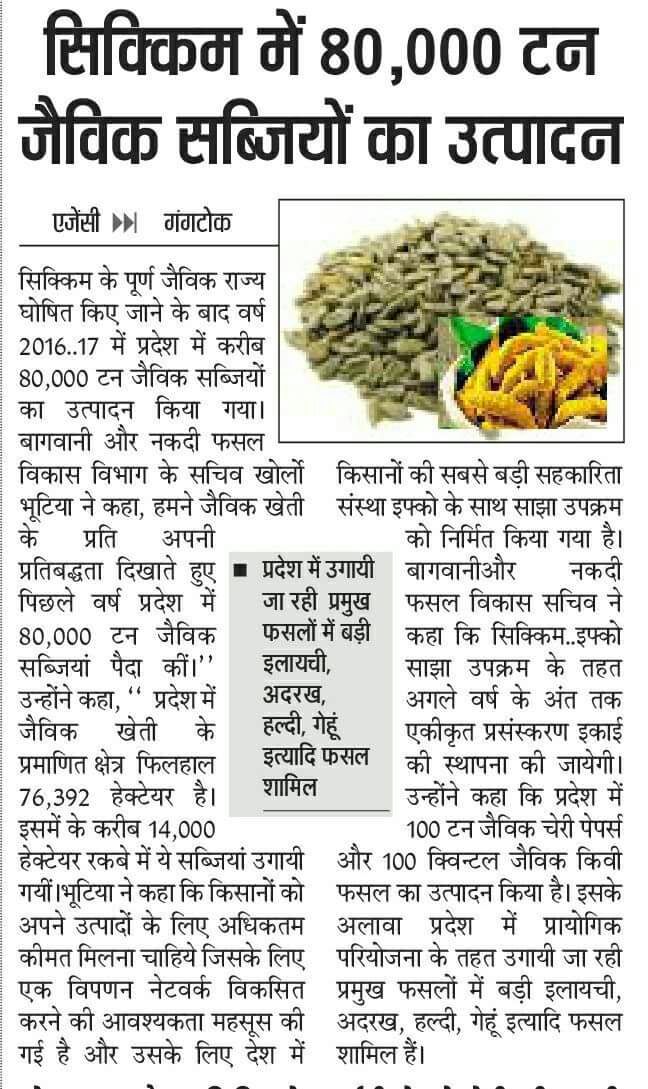 सिक्किम में 80,000 टन
जैविक सब्जियों का उत्पादन
एजेंसी गंगटोक
सिक्किम के पूर्ण जैविक राज्य
घोषित किए जाने के बाद वर्ष
2016..17 में प्रदेश में करीब
80,000 टन जैविक सब्जियों
का उत्पादन किया गया।
बागवानी और नकदी फसल
विकास विभाग के सचिव खोर्लो
भूटिया ने कहा, हमने जैविक खेती
के प्रति अपनी
प्रतिबद्धता दिखाते हुए
पिछले वर्ष प्रदेश में
80,000 टन जैविक
सब्जियां पैदा कीं।’’
उन्होंने कहा, ‘‘ प्रदेश में
जैविक खेती के
प्रमाणित क्षेत्र फिलहाल
76,392 हेक्टेयर है।
इसमें के करीब 14,000
हेक्टेयर रकबे में ये सब्जियां उगायी
गयीं।भूटिया ने कहा कि किसानों को
अपने उत्पादों के लिए अधिकतम
कीमत मिलना चाहिये जिसके लिए
एक विपणन नेटवर्क विकसित
करने की आवश्यकता महसूस की
गई है और उसके लिए देश में
■ प्रदेश में उगायी
जा रही प्रमुख
फसलों में बड़ी
इलायची,
अदरख,
हल्दी, गेहूं
इत्यादि फसल
शामिल
किसानों की सबसे बड़ी सहकारिता
संस्था इफ्को के साथ साझा उपक्रम
को निर्मित किया गया है।
बागवानीऔर नकदी
फसल विकास सचिव ने
कहा कि सिक्किम..इफ्को
साझा उपक्रम के तहत
अगले वर्ष के अंत तक
एकीकृत प्रसंस्करण इकाई
की स्थापना की जायेगी।
उन्होंने कहा कि प्रदेश में
100 टन जैविक चेरी पेपर्स
और 100 क्विन्टल जैविक किवी
फसल का उत्पादन किया है। इसके
अलावा प्रदेश में प्रायोगिक
परियोजना के तहत उगायी जा रही
प्रमुख फसलों में बड़ी इलायची,
अदरख, हल्दी, गेहूं इत्यादि फसल
शामिल हैं।